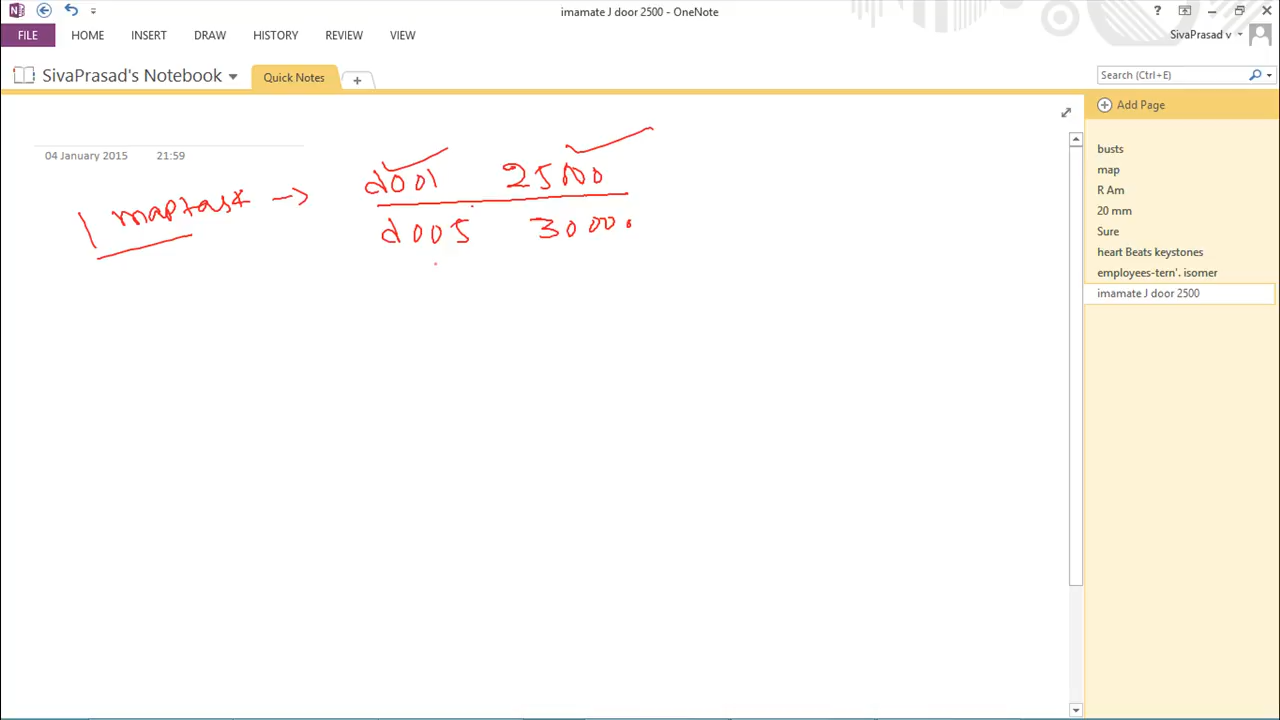 imamate J door 2500 - OneNote
?
FILE HOME INSERT DRAW HISTORY REVIEW VIEW
SivaPrasad v
SivaPrasad's Notebook
Quick Notes
+
Search (Ctrl+E)
Add Page
04 January 2015 21:59
busts
map
R Am
20 mm
Sure
heart Beats keystones
employees-tern'. isomer
imamate J door 2500
d001 25000
1 maptask ->
d005 3000.